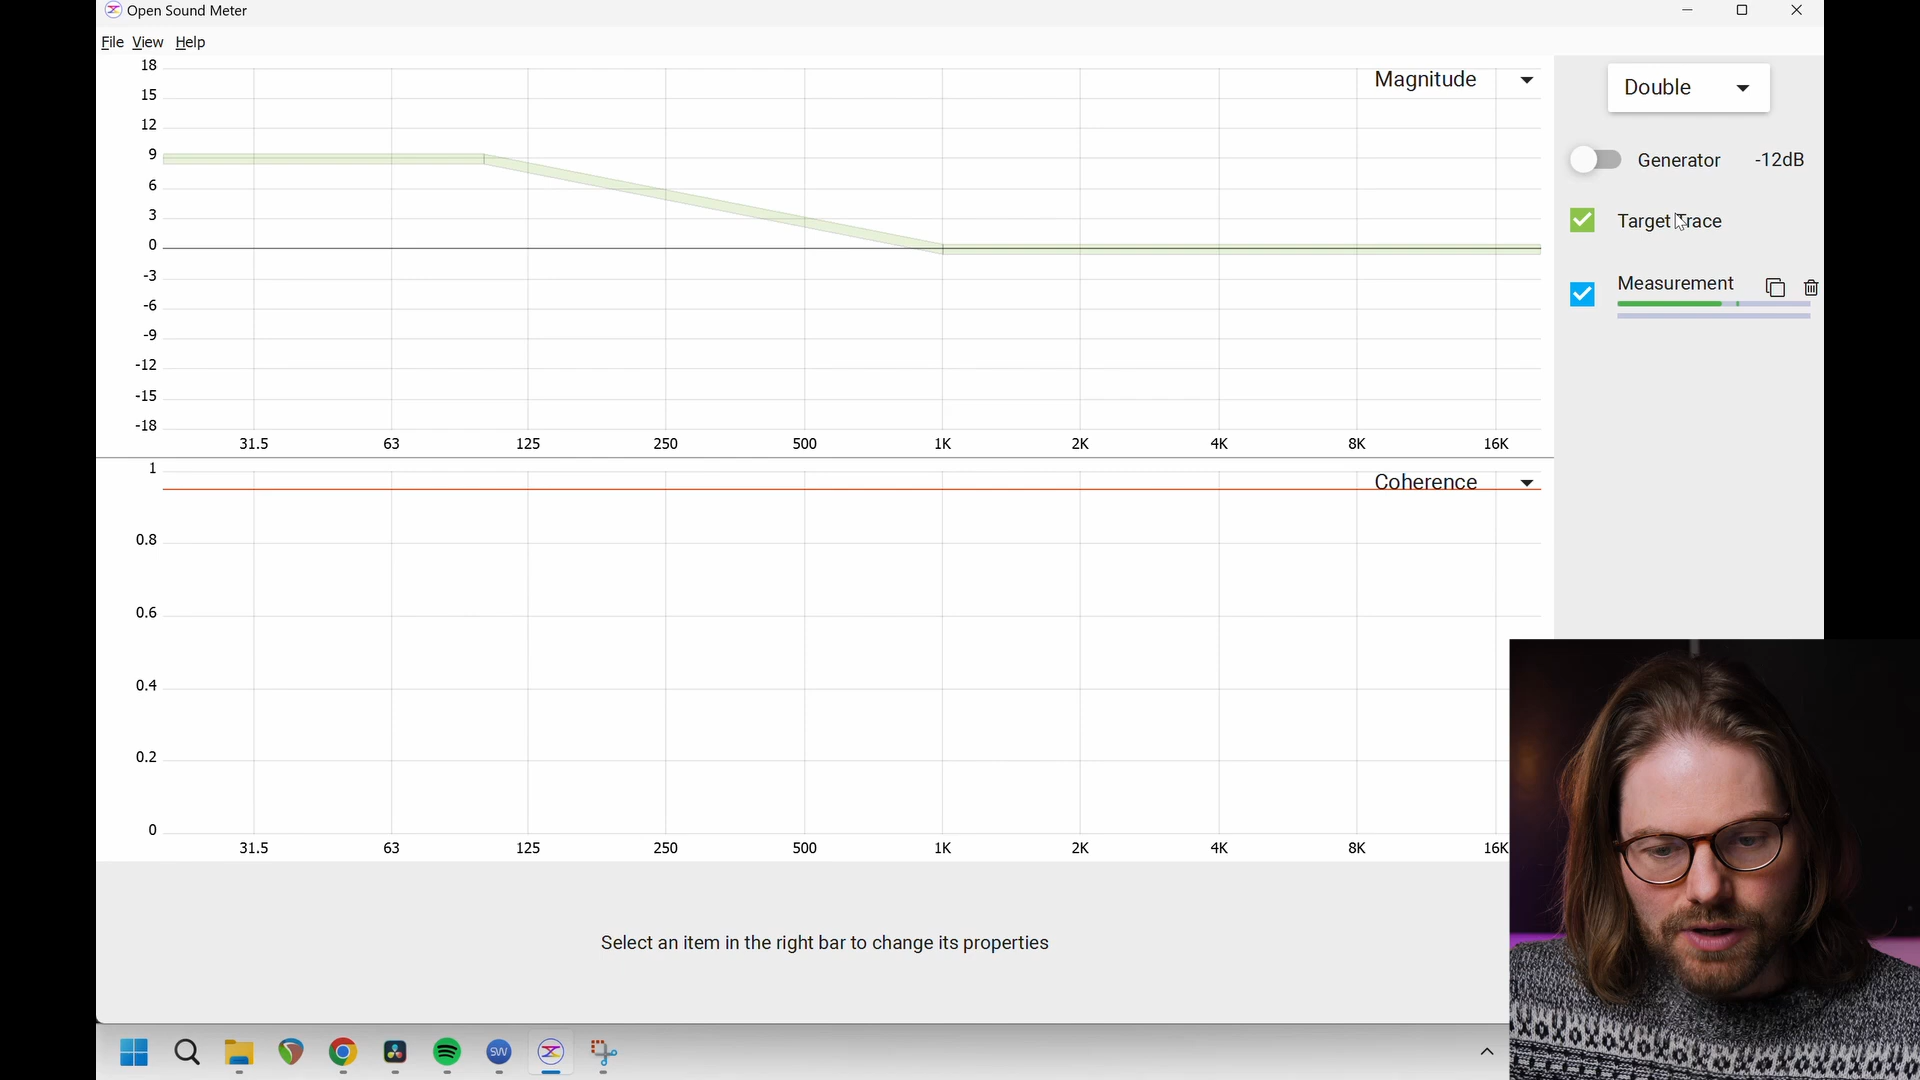 Open Sound Meter
File View Help
18
15
12
9
6
3
0
-3
-6
-9
-12
-15
-18
Magnitude
31.5 63 125 250 500 1K 2K 4K 8K 16K
1
0.8
0.6
0.4
0.2
0
Coherence
31.5 63 125 250 500 1K 2K 4K 8K 16K
Double
Generator -12dB
Target Trace
Measurement
Select an item in the right bar to change its properties
SW